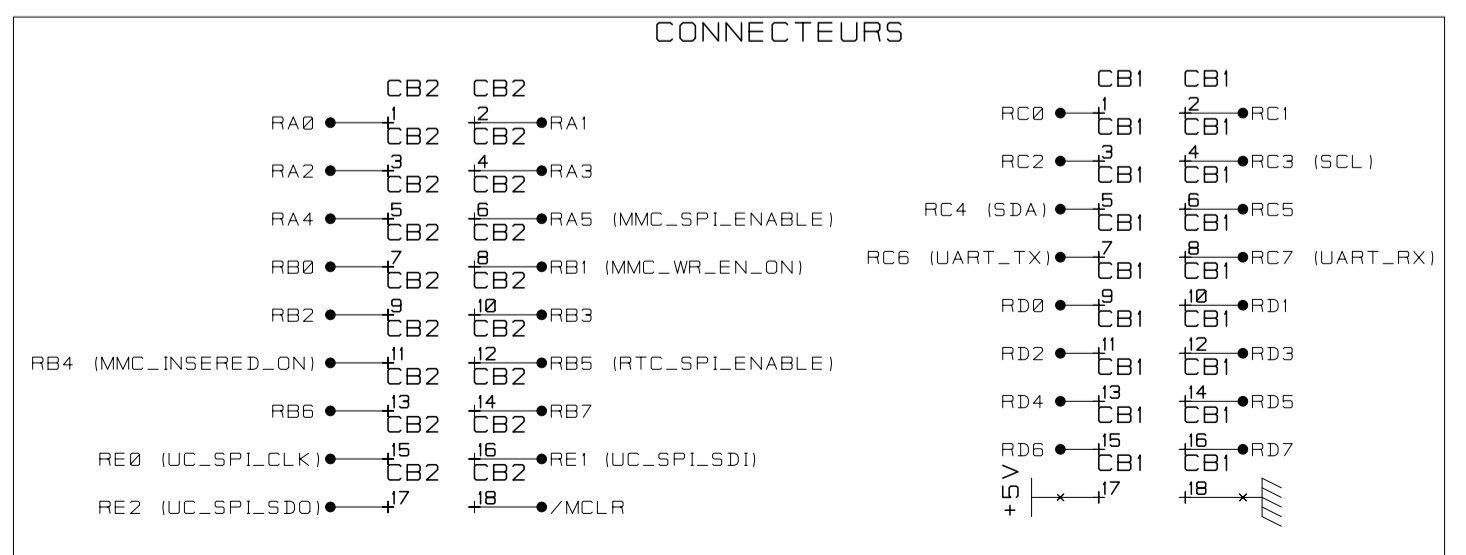 CONNECTEURS
CB2 CB2
RA0 1 2 RA1
CB2 CB2
RA2 3 4 RA3
CB2 CB2
RA4 5 6 RA5 (MMC_SPI_ENABLE)
CB2 CB2
RB0 7 8 RB1 (MMC_WR_EN_ON)
CB2 CB2
RB2 9 10 RB3
CB2 CB2
RB4 (MMC_INSERED_ON) 11 12 RB5 (RTC_SPI_ENABLE)
CB2 CB2
RB6 13 14 RB7
CB2 CB2
RE0 (UC_SPI_CLK) 15 16 RE1 (UC_SPI_SDI)
CB2 CB2
RE2 (UC_SPI_SDO) 17 18 /MCLR
CB1 CB1
RC0 1 2 RC1
CB1 CB1
RC2 3 4 RC3 (SCL)
CB1 CB1
RC4 (SDA) 5 6 RC5
CB1 CB1
RC6 (UART_TX) 7 8 RC7 (UART_RX)
CB1 CB1
RD0 9 10 RD1
CB1 CB1
RD2 11 12 RD3
CB1 CB1
RD4 13 14 RD5
CB1 CB1
RD6 15 16 RD7
CB1 CB1
+5V 17 18